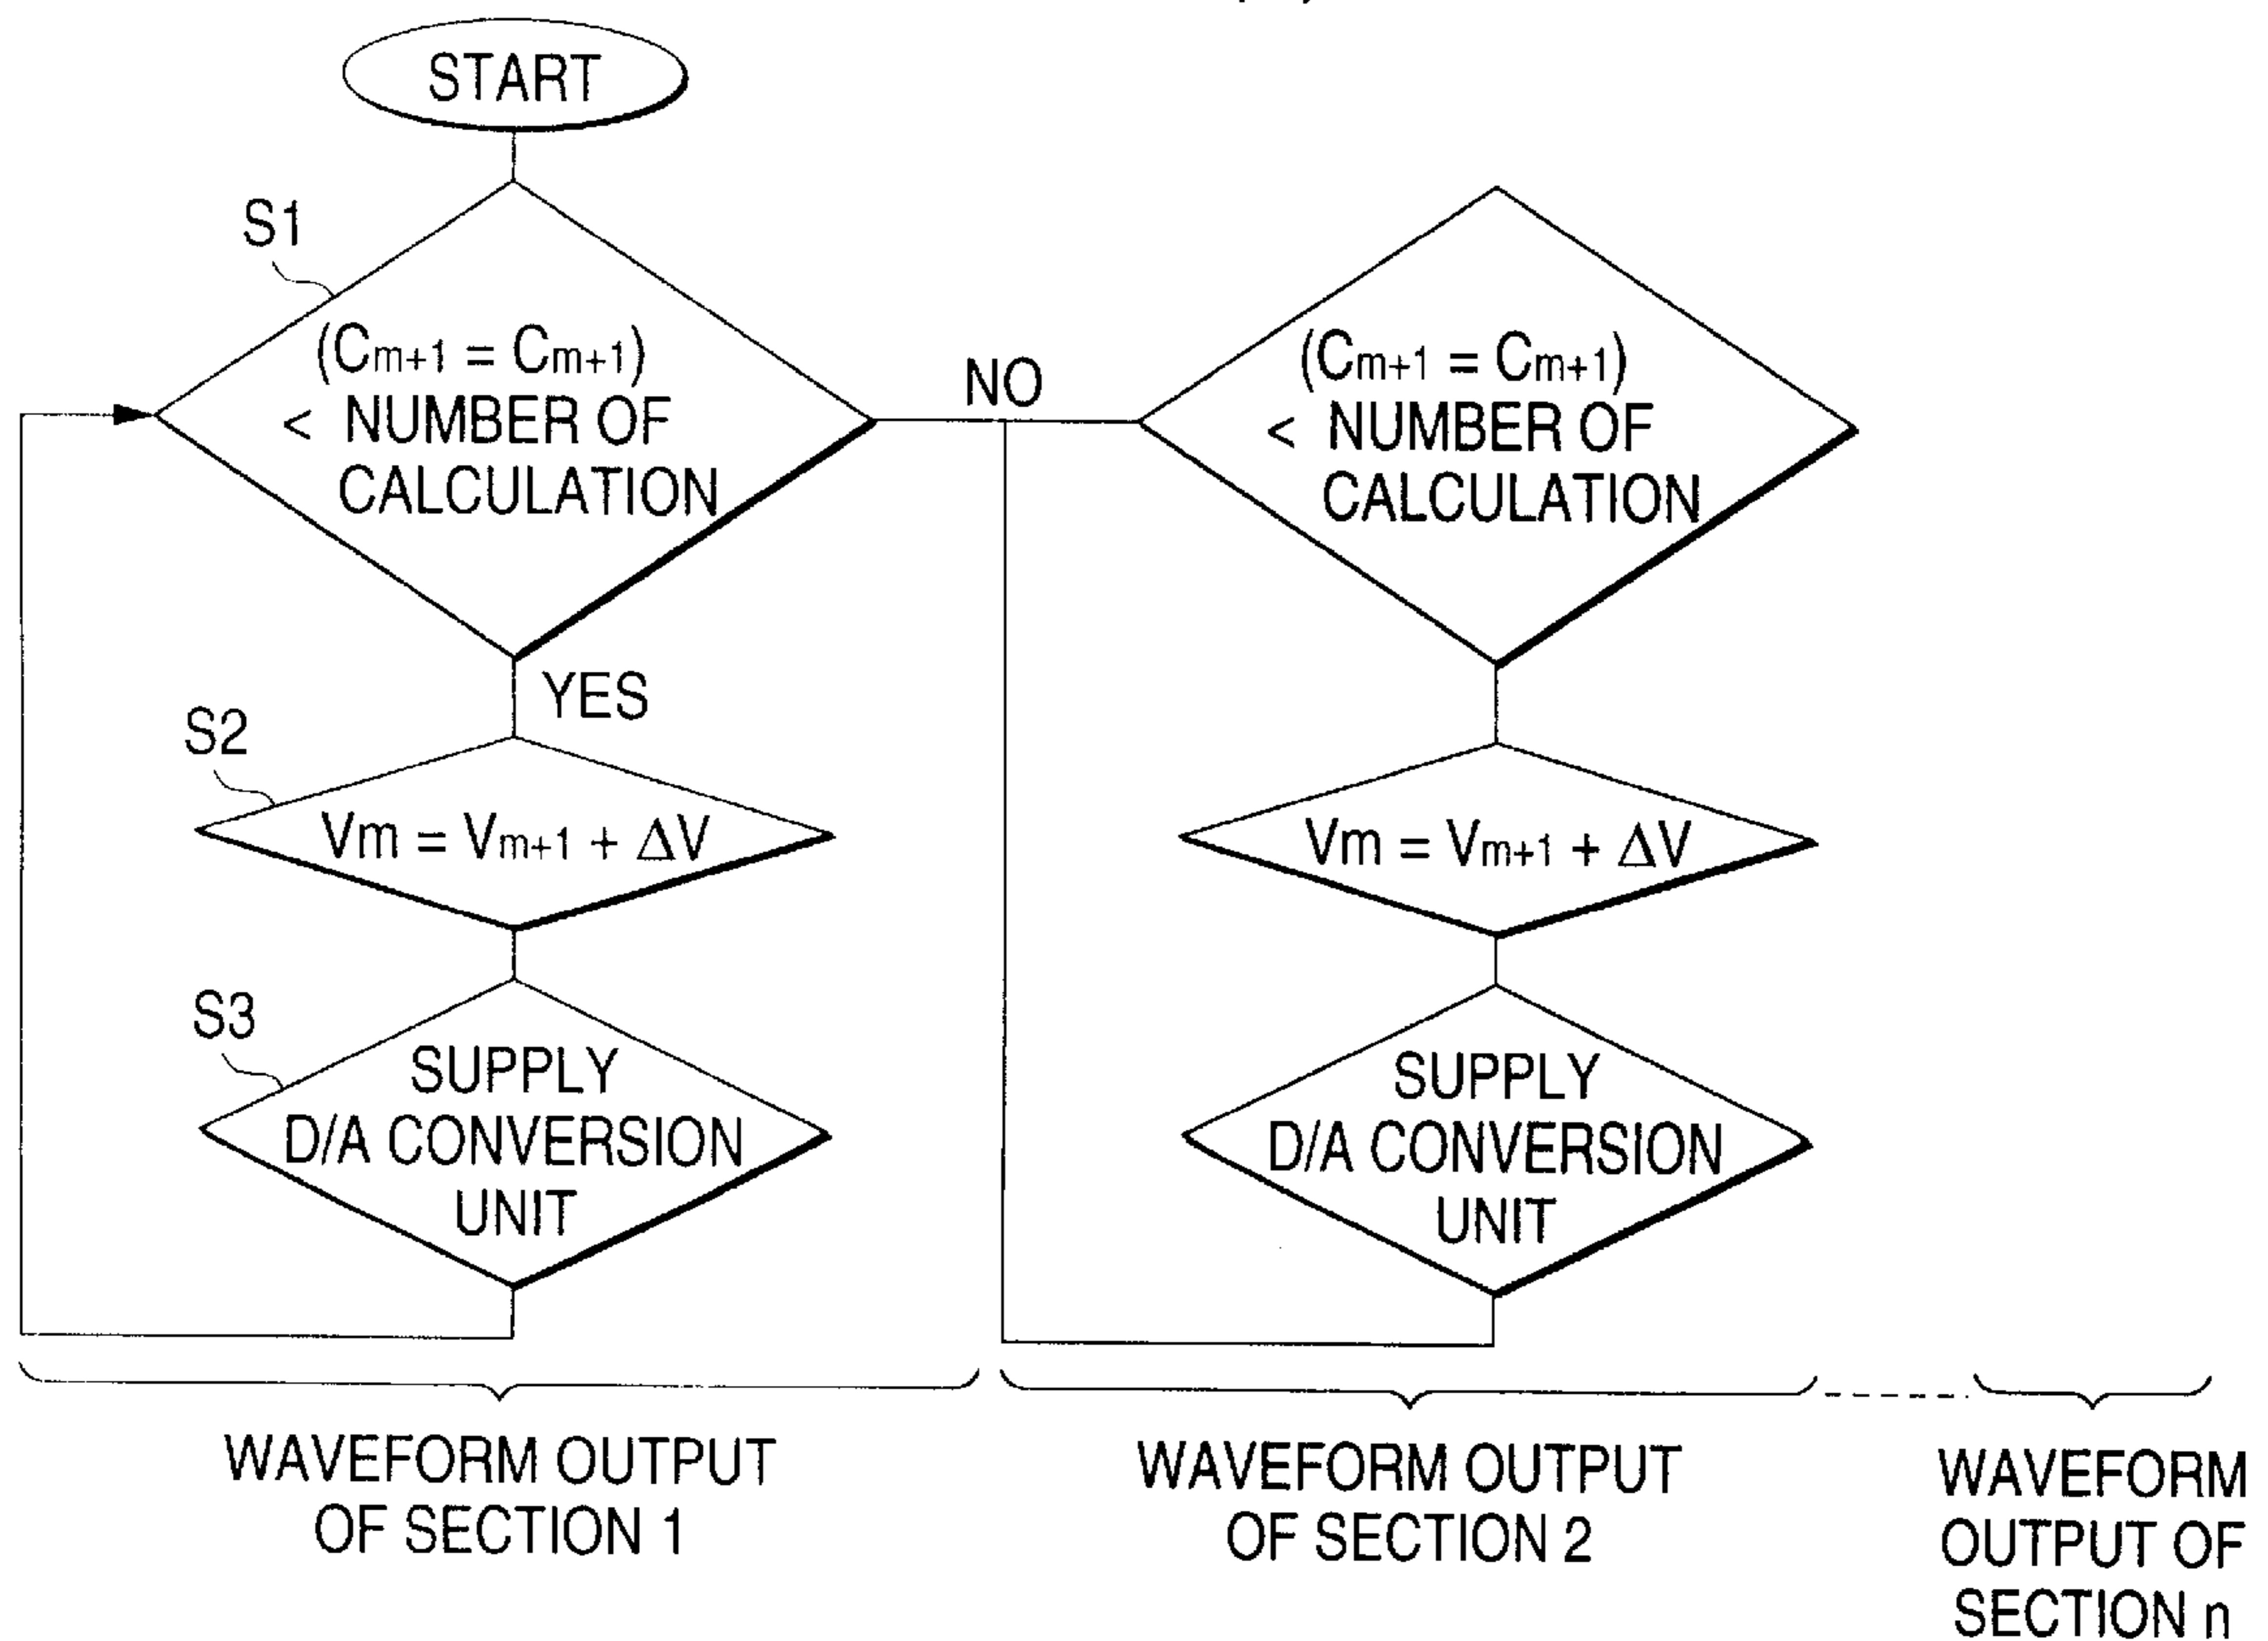 START
S1
(Cm+1 = Cm+1)
< NUMBER OF
CALCULATION
NO
(Cm+1 = Cm+1)
< NUMBER OF
CALCULATION
YES
S2
Vm = Vm+1 + ΔV
Vm = Vm+1 + ΔV
S3
SUPPLY
D/A CONVERSION
UNIT
SUPPLY
D/A CONVERSION
UNIT
WAVEFORM OUTPUT
OF SECTION 1
WAVEFORM OUTPUT
OF SECTION 2
WAVEFORM
OUTPUT OF
SECTION n